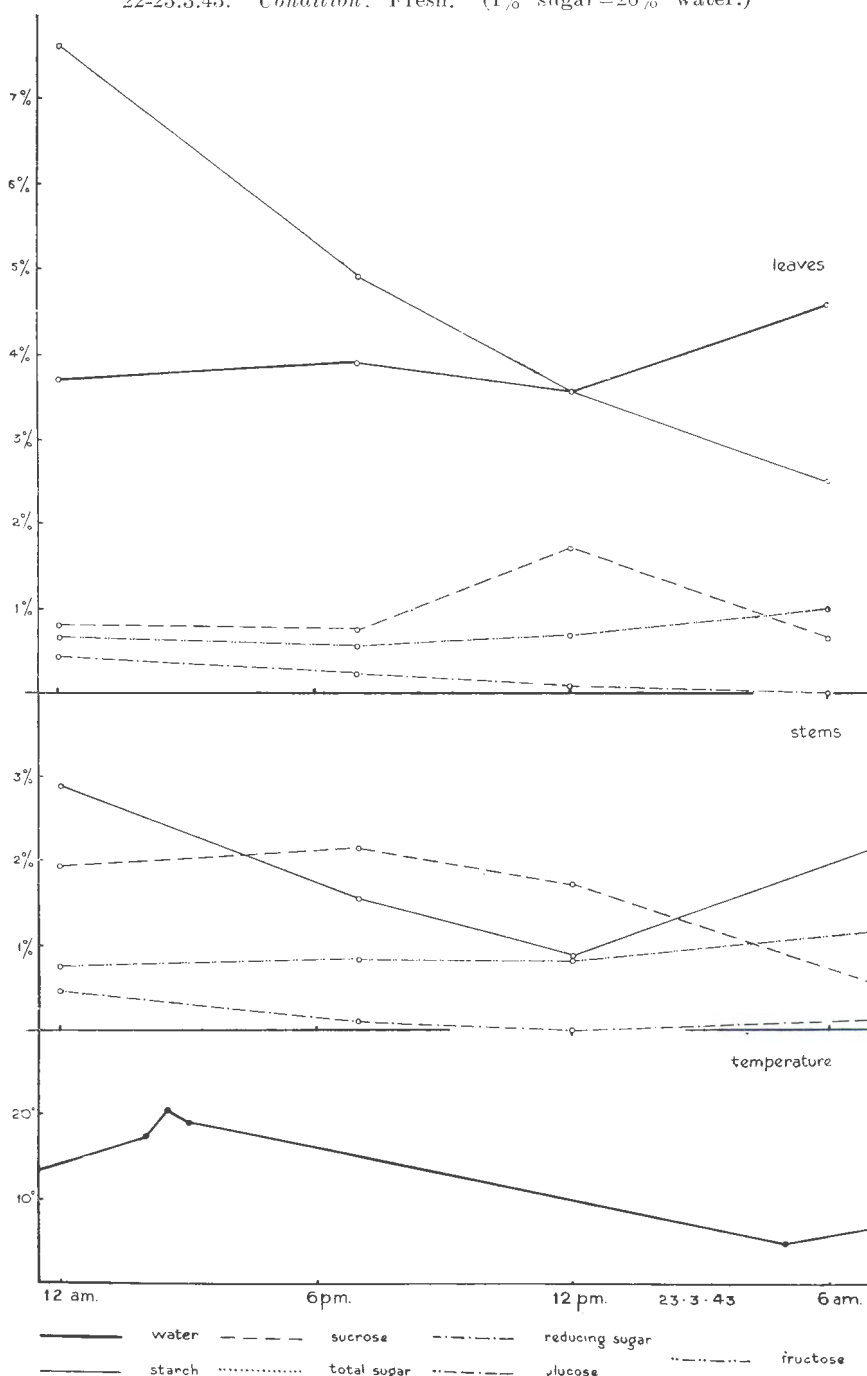 22-23.3.43. Condition: Fresh. (1% sugar=20% water.)
7%
6%
5%
leaves
4%
3%
2%
1%
stems
3%
2%
1%
temperature
20°
10°
12 am. 6pm. 12 pm. 23·3·43 6 am.
water sucrose reducing sugar
starch total sugar glucose fructose